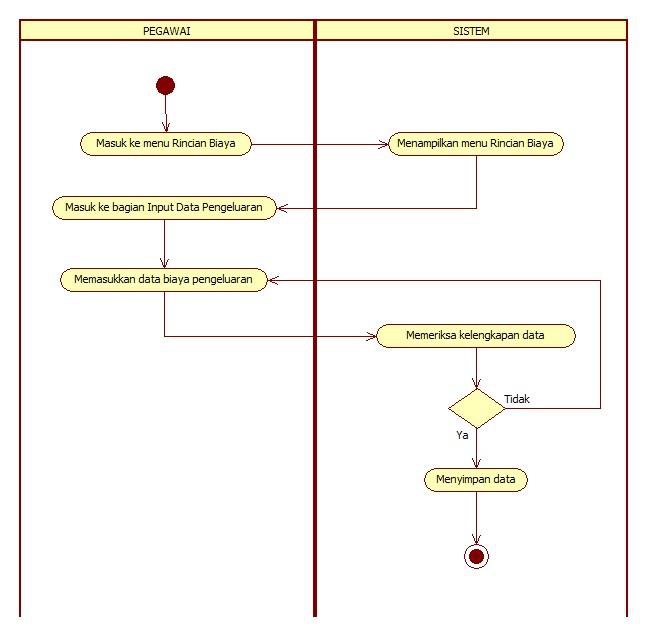 PEGAWAI
SISTEM
Masuk ke menu Rincian Biaya
Menampilkan menu Rincian Biaya
Masuk ke bagian Input Data Pengeluaran
Memasukkan data biaya pengeluaran
Memeriksa kelengkapan data
Tidak
Ya
Menyimpan data